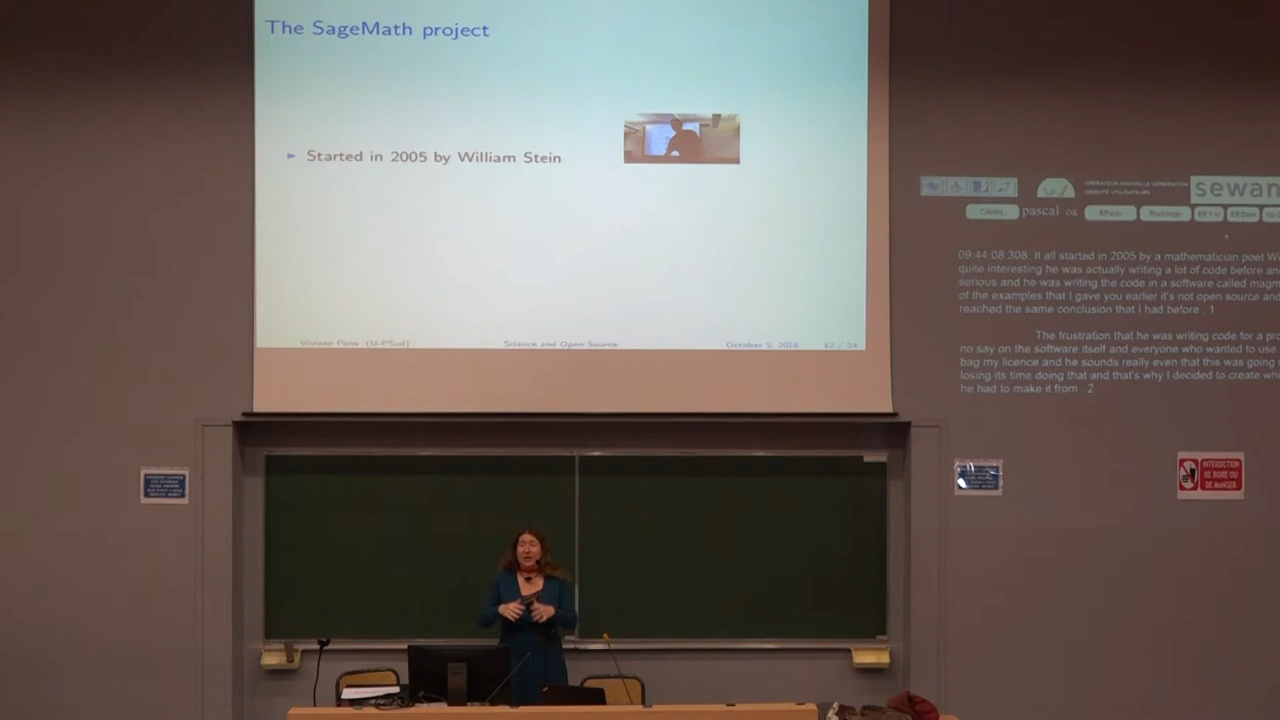 The SageMath project
► Started in 2005 by William Stein
Viviane Pons (U-PSud) Science and Open Source October 5, 2018 12 / 24
OPERATEUR NOUVELLE GÉNÉRATION
ORIENTÉ UTILISATEURS
sewan
pascal OK
09:44:08:308: It all started in 2005 by a mathematician poet
quite interesting he was actually writing a lot of code before
serious and he was writing the code in a software called
of the examples that I gave you earlier it's not open source and
reached the same conclusion that I had before . 1
The frustration that he was writing code for a
no say on the software itself and everyone who wanted to use
bag my licence and he sounds really even that this was going
losing its time doing that and that's why I decided to create
he had to make it from . 2
INTERDICTION
DE BOIRE OU
DE MANGER